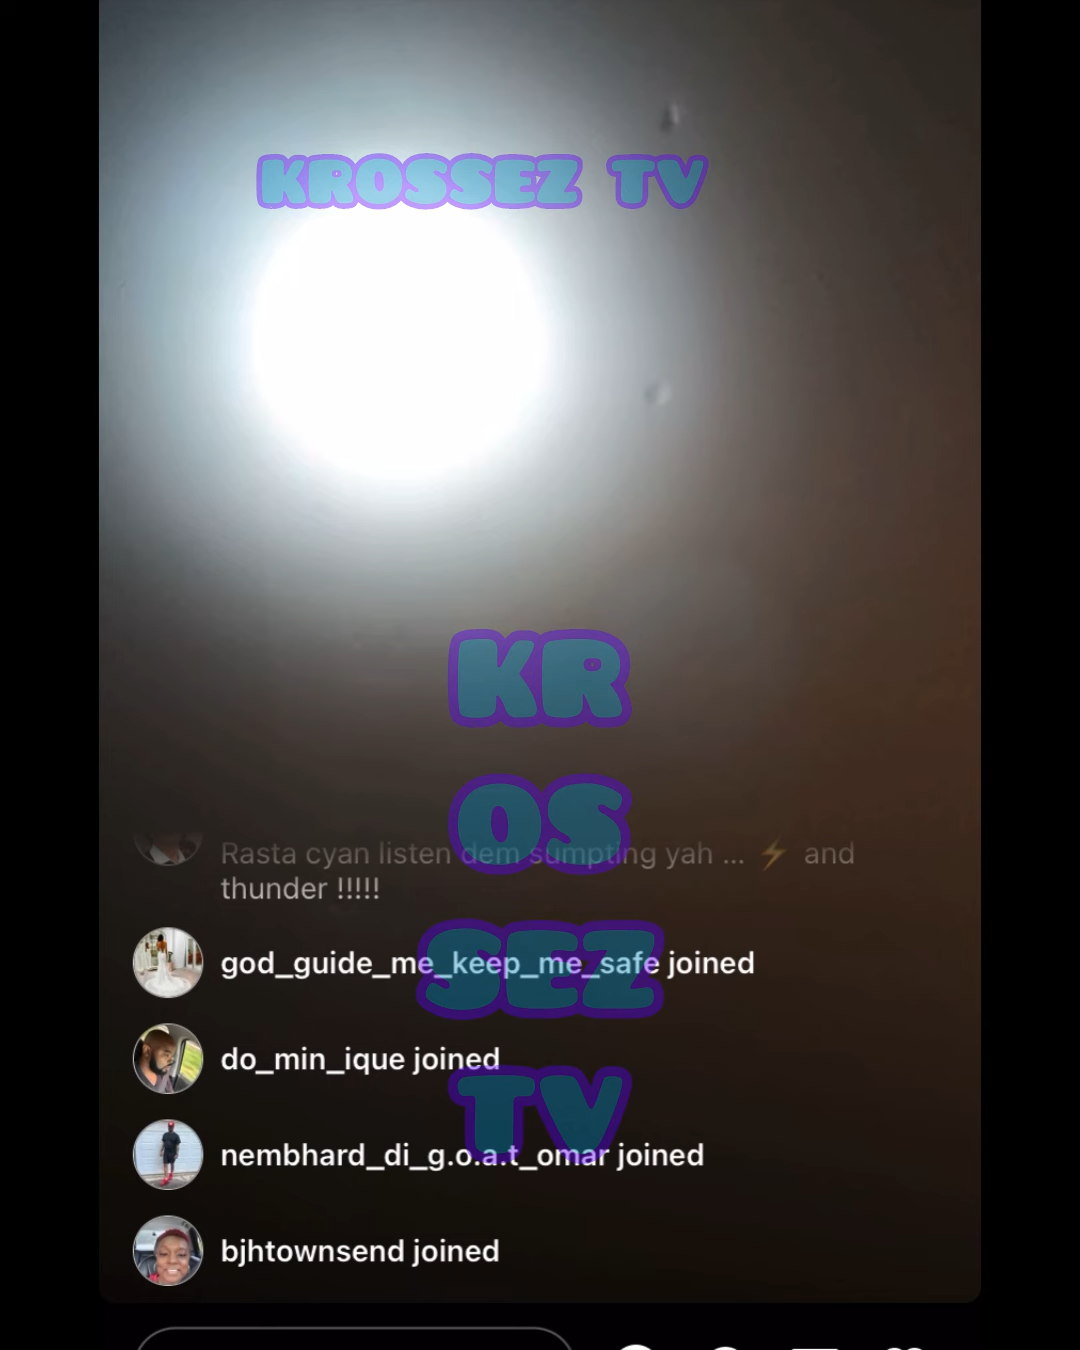 KROSSEZ TV
KR
OS
SEZ
TV
Rasta cyan listen dem sumpting yah ... ⚡ and
thunder !!!!!
god_guide_me_keep_me_safe joined
do_min_ique joined
nembhard_di_g.o.a.t_omar joined
bjhtownsend joined